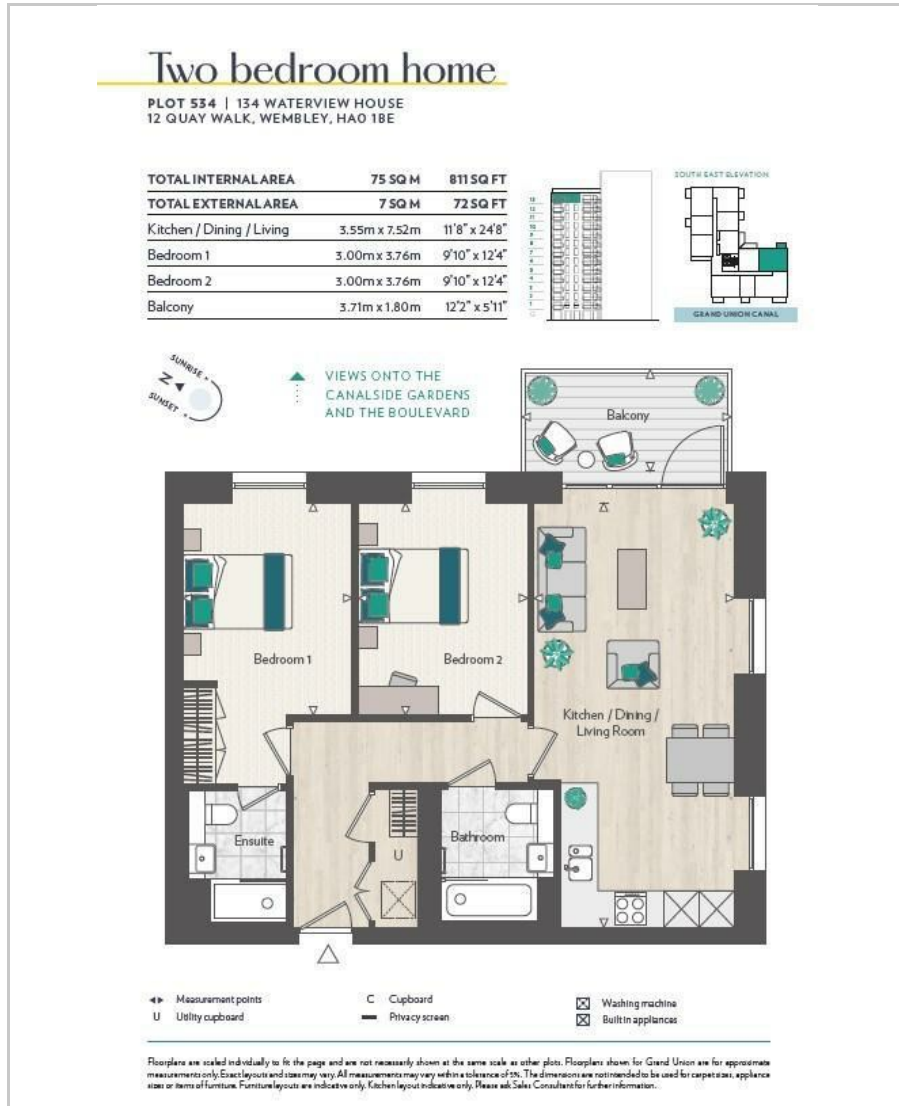 Two bedroom home
PLOT 534 | 134 WATERVIEW HOUSE
12 QUAY WALK, WEMBLEY, HA0 1BE
TOTAL INTERNAL AREA 75 SQ M 811 SQ FT
TOTAL EXTERNAL AREA 7 SQ M 72 SQ FT
Kitchen / Dining / Living 3.55m x 7.52m 11'8" x 24'8"
Bedroom 1 3.00m x 3.76m 9'10" x 12'4"
Bedroom 2 3.00m x 3.76m 9'10" x 12'4"
Balcony 3.71m x 1.80m 12'2" x 5'11"
SOUTH EAST ELEVATION
GRAND UNION CANAL
SUNRISE
N
SUNSET
VIEWS ONTO THE
CANALSIDE GARDENS
AND THE BOULEVARD
Balcony
Bedroom 1
Bedroom 2
Kitchen / Dining /
Living Room
Ensuite
U
Bathroom
Measurement points
U Utility cupboard
C Cupboard
Privacy screen
Washing machine
Built in appliances
Floorplans are scaled individually to fit the page and are not necessarily shown at the same scale as other plots. Floorplans shown for Grand Union are for approximate
measurements only. Exact layouts and sizes may vary. All measurements may vary within a tolerance of 5%. The dimensions are not intended to be used for carpet sizes, appliance
sizes or items of furniture. Furniture layouts are indicative only. Kitchen layout indicative only. Please ask Sales Consultant for further information.